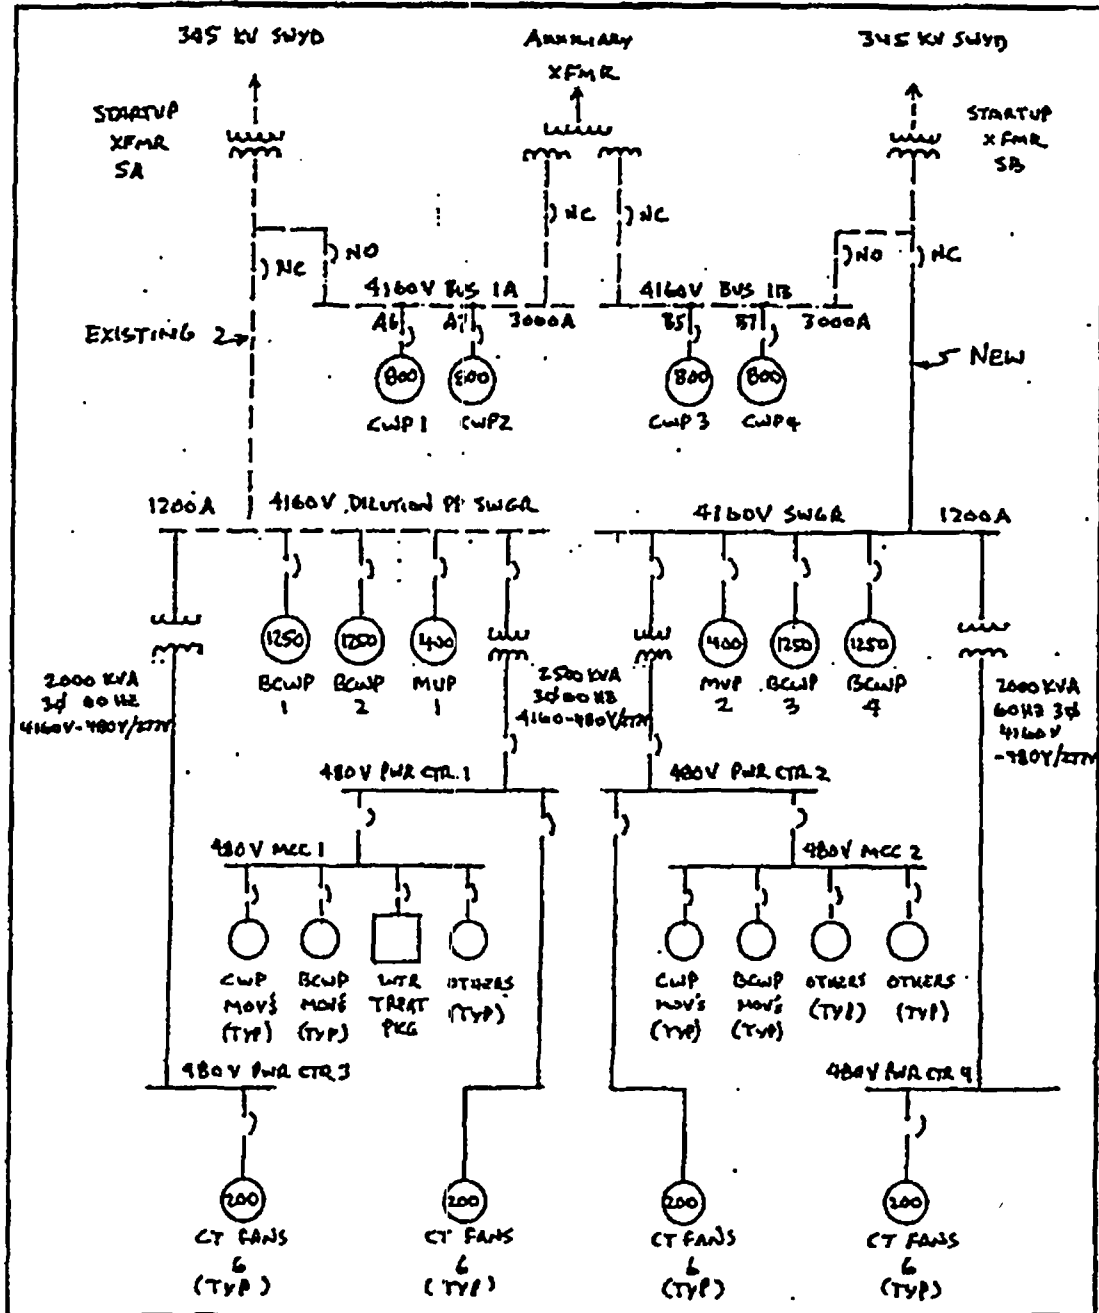 345 KV SWYD
AUXILIARY
XFMR
345 KV SWYD
STARTUP
XFMR
SA
STARTUP
XFMR
SB
NC
NC
NO
NC
NO
NC
4160V BUS 1A
4160V BUS 1B
A6
A7
3000A
B5
B7
3000A
EXISTING
NEW
800
800
800
800
CWP 1
CWP2
CWP 3
CWP4
1200A
4160V DILUTION PP SWGR
4160V SWGR
1200A
1250
1250
400
400
1250
1250
BCWP
1
BCWP
2
MUP
1
MUP
2
BCWP
3
BCWP
4
2000 KVA
3Ø 60 HZ
4160V-480Y/277V
2500 KVA
3Ø 60 HZ
4160-480Y/277V
2000 KVA
60HZ 3Ø
4160V
-480Y/277V
480V PWR CTR.1
480V PWR CTR.2
480V MCC 1
480V MCC 2
CWP
MOV'S
(TYP)
BCWP
MOV'S
(TYP)
WTR
TREAT
PKG
OTHERS
(TYP)
CWP
MOV'S
(TYP)
BCWP
MOV'S
(TYP)
OTHERS
(TYP)
OTHERS
(TYP)
480V PWR CTR 3
480V PWR CTR 4
200
200
200
200
CT FANS
6
(TYP)
CT FANS
6
(TYP)
CT FANS
6
(TYP)
CT FANS
6
(TYP)